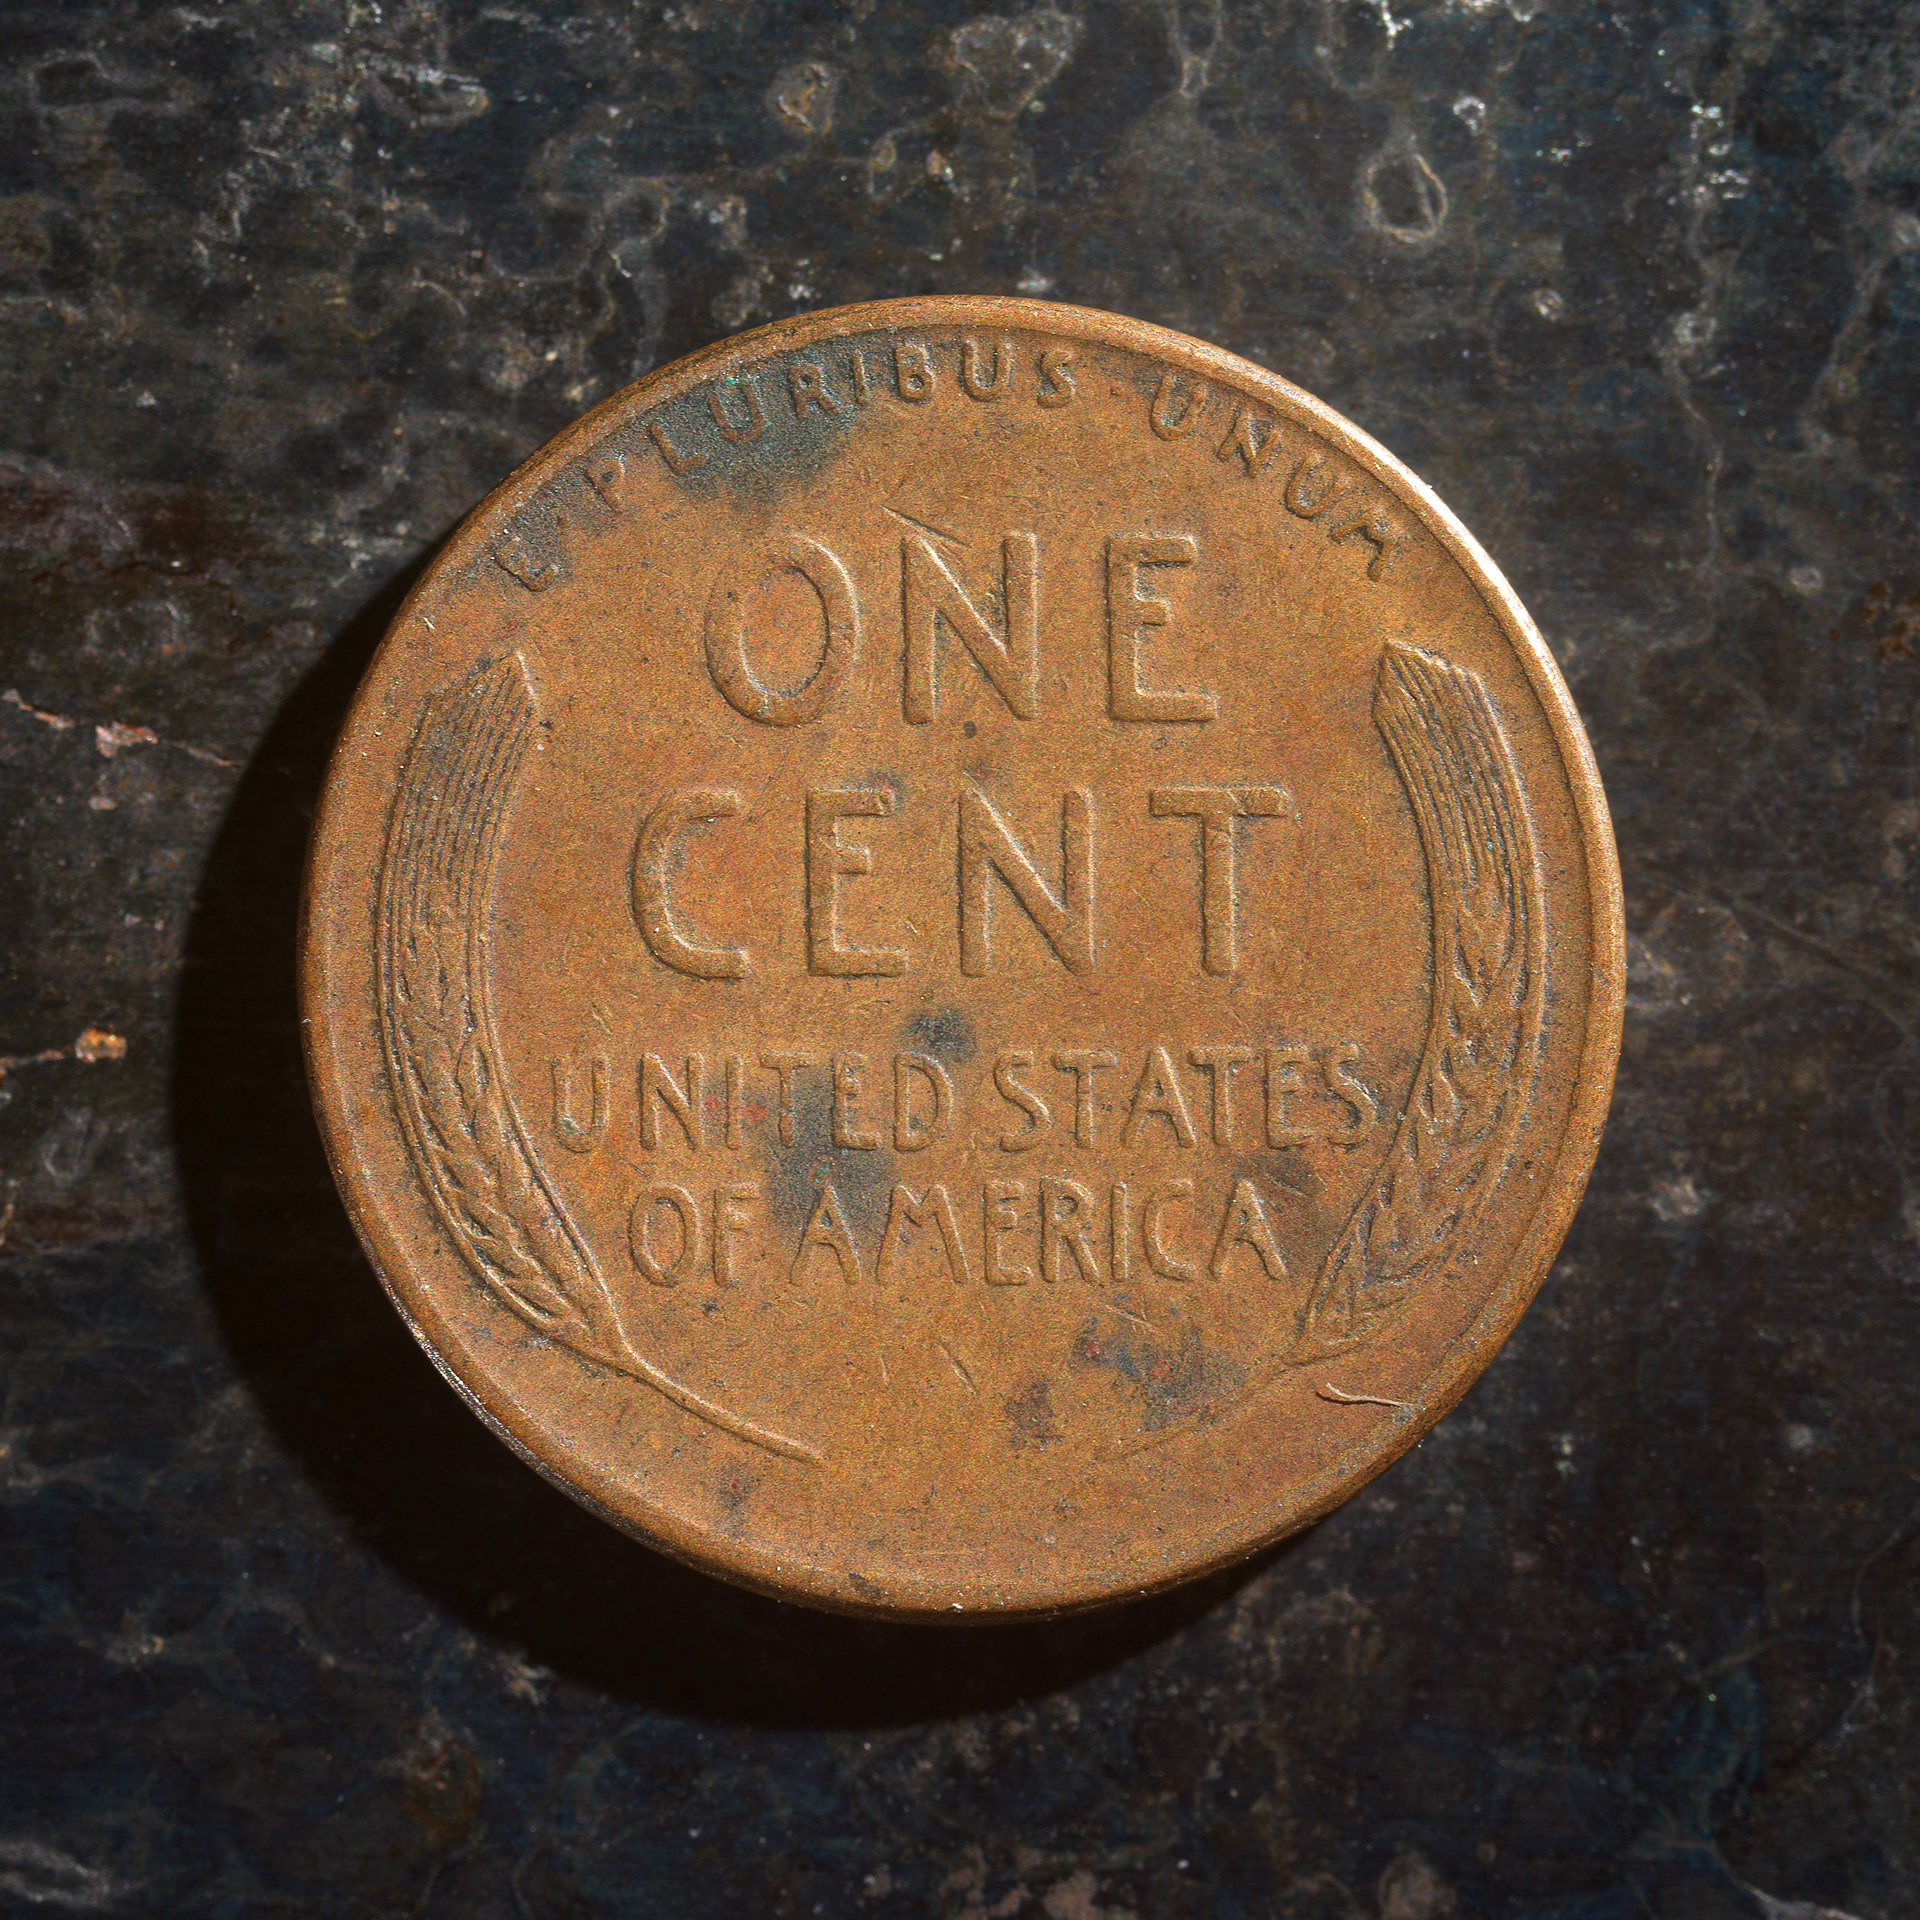 E · PLURIBUS · UNUM
ONE
CENT
UNITED STATES
OF AMERICA